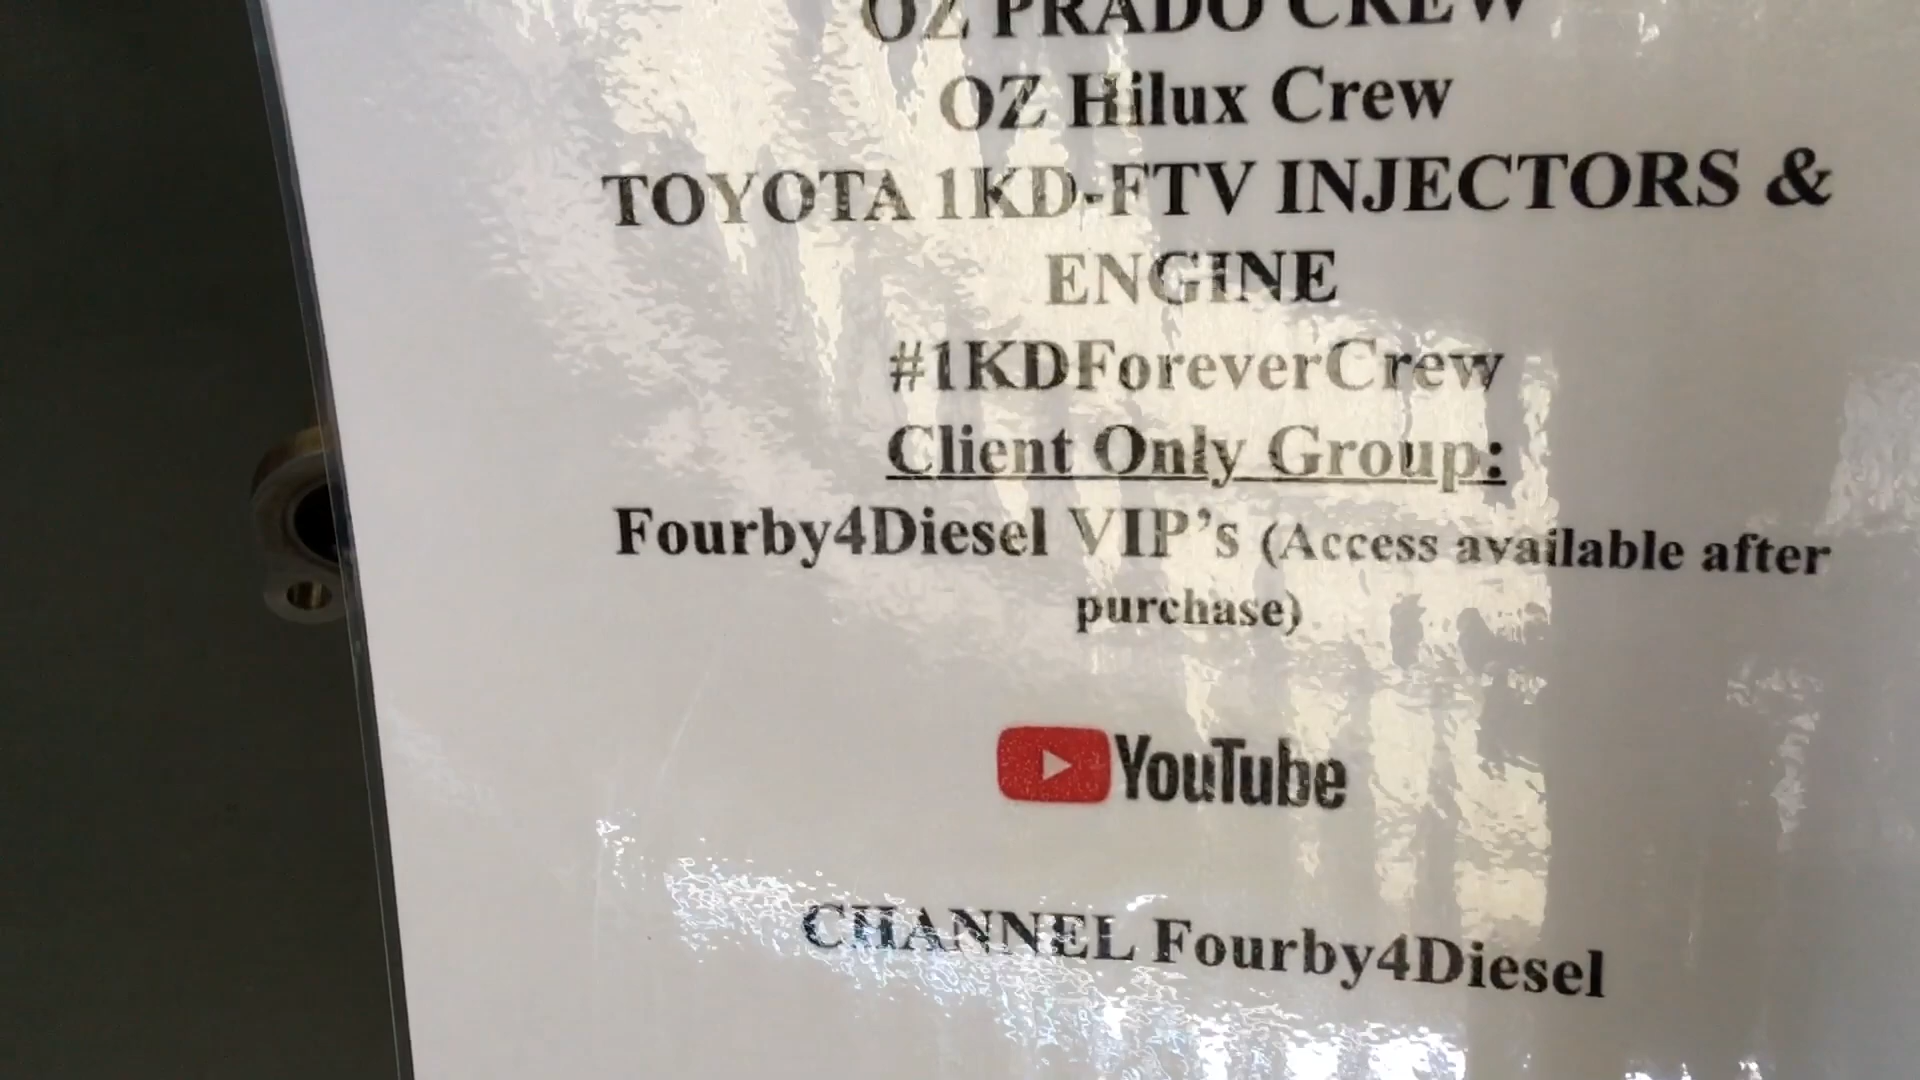 OZ PRADO CREW
OZ Hilux Crew
TOYOTA 1KD-FTV INJECTORS &
ENGINE
#1KDForeverCrew
Client Only Group:
Fourby4Diesel VIP's (Access available after
purchase)
YouTube
CHANNEL Fourby4Diesel